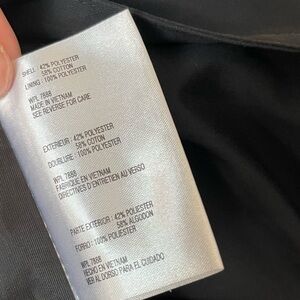 SHELL: 42% POLYESTER
58% COTTON
LINING: 100% POLYESTER
WPL 7888
MADE IN VIETNAM
SEE REVERSE FOR CARE
EXTERIEUR: 42% POLYESTER
58% COTTON
DOUBLURE: 100% POLYESTER
WPL 7888
FABRIQUE EN VIETNAM
DIRECTIVES D'ENTRETIEN AU VERSO
PARTE EXTERIOR: 42% POLIESTER
58% ALGODON
FORRO: 100% POLIESTER
WPL 7888
HECHO EN VIETNAM
VER AL DORSO PARA EL CUIDADO